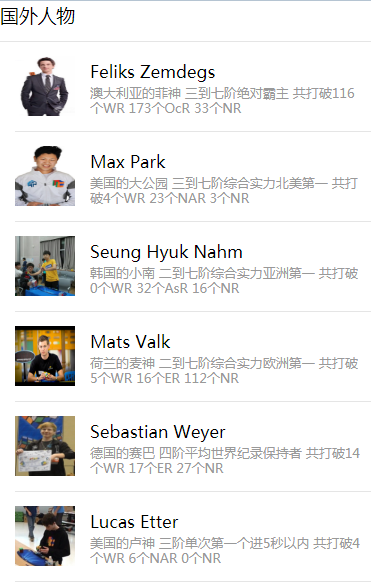 国外人物
Feliks Zemdegs
澳大利亚的菲神 三到七阶绝对霸主 共打破116
个WR 173个OcR 33个NR
Max Park
美国的大公园 三到七阶综合实力北美第一 共打
破4个WR 23个NAR 3个NR
Seung Hyuk Nahm
韩国的小南 二到七阶综合实力亚洲第一 共打破
0个WR 32个AsR 16个NR
Mats Valk
荷兰的麦神 二到七阶综合实力欧洲第一 共打破
5个WR 16个ER 112个NR
Sebastian Weyer
德国的赛巴 四阶平均世界纪录保持者 共打破14
个WR 17个ER 27个NR
Lucas Etter
美国的卢神 三阶单次第一个进5秒以内 共打破4
个WR 6个NAR 0个NR